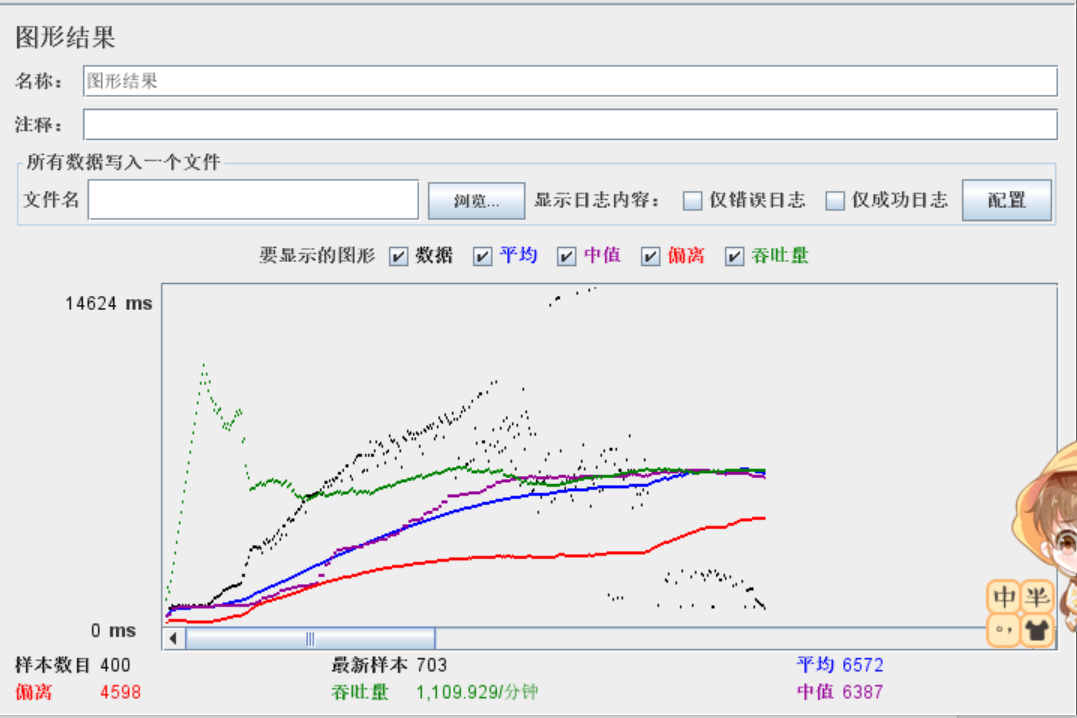 图形结果
名称： 图形结果
注释：
所有数据写入一个文件
文件名 浏览... 显示日志内容： 仅错误日志 仅成功日志 配置
要显示的图形 数据 平均 中值 偏离 吞吐量
14624 ms
0 ms
中 半
样本数目 400 最新样本 703 平均 6572
偏离 4598 吞吐量 1,109.929/分钟 中值 6387